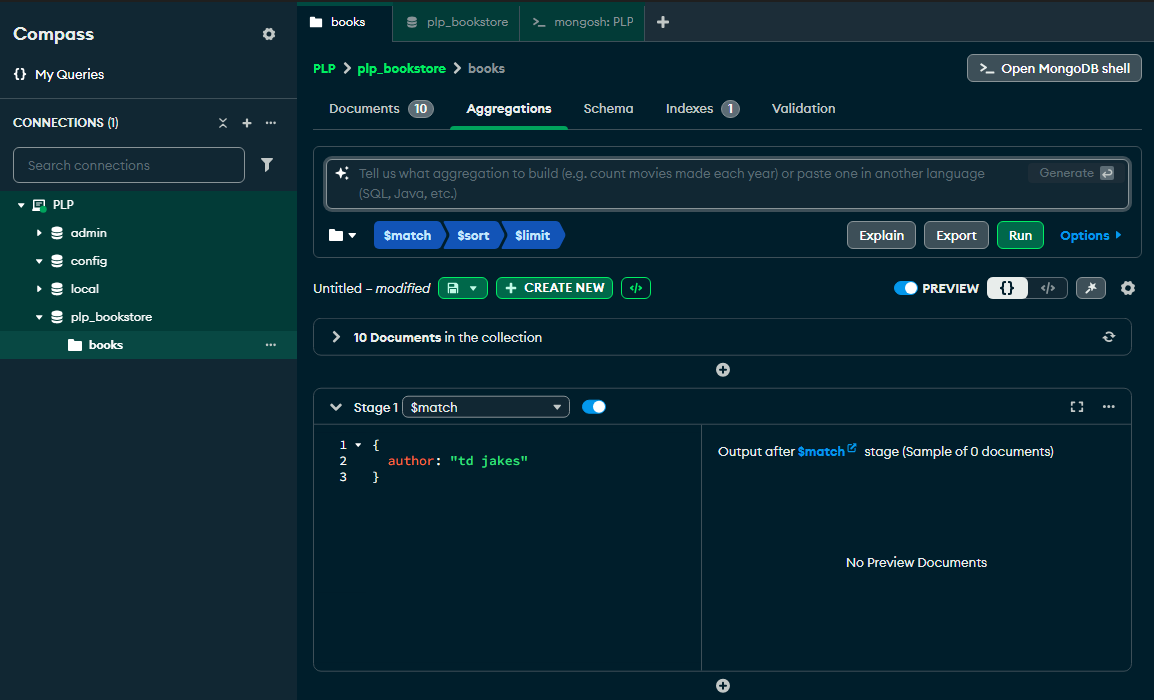 Compass
My Queries
CONNECTIONS (1)
Search connections
PLP
admin
config
local
plp_bookstore
books
books
plp_bookstore
mongosh: PLP
PLP > plp_bookstore > books
>_ Open MongoDB shell
Documents 10 Aggregations Schema Indexes 1 Validation
Tell us what aggregation to build (e.g. count movies made each year) or paste one in another language
(SQL, Java, etc.)
Generate
$match $sort $limit
Explain Export Run Options
Untitled – modified
+ CREATE NEW
</>
PREVIEW
{} </>
10 Documents in the collection
Stage 1 $match
1 {
2 author: "td jakes"
3 }
Output after $match stage (Sample of 0 documents)
No Preview Documents